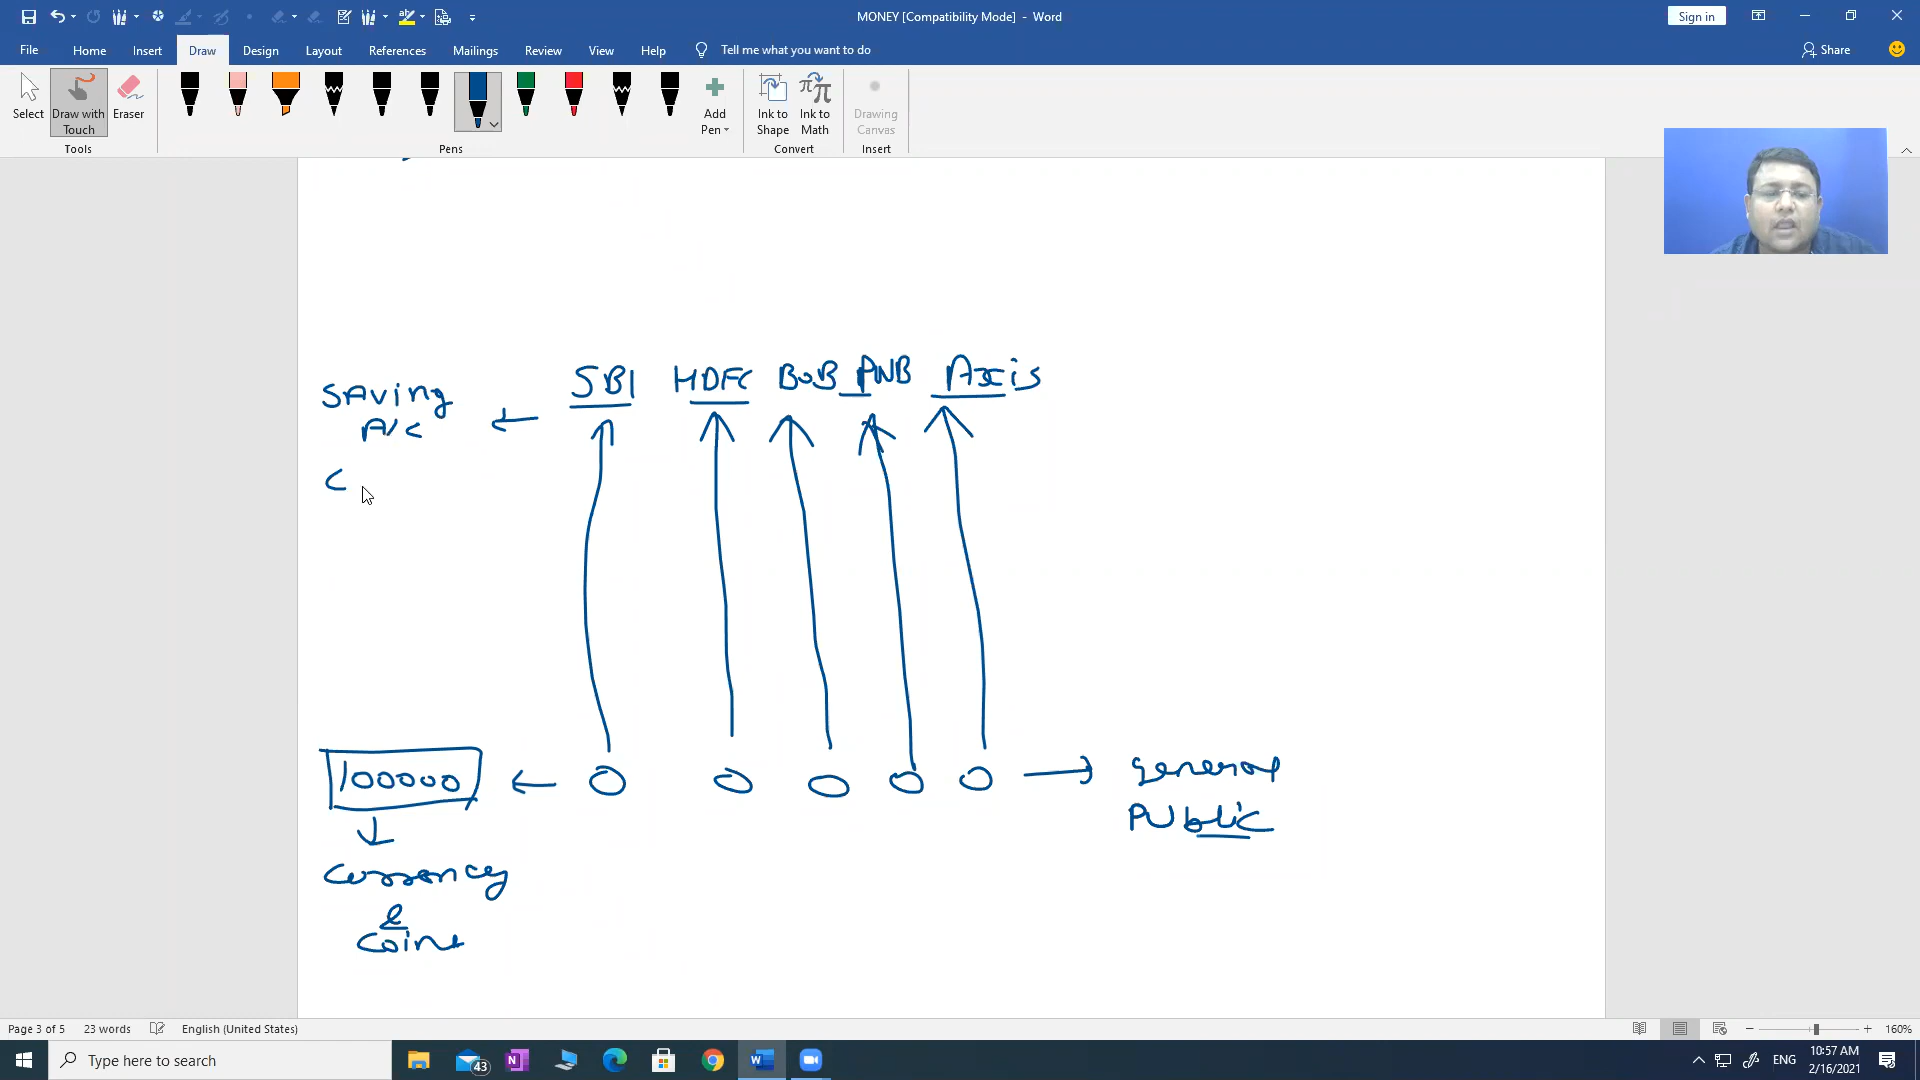 MONEY [Compatibility Mode] - Word
Sign in
File Home Insert Draw Design Layout References Mailings Review View Help Tell me what you want to do
Share
Select
Draw with Touch
Eraser
Add Pen
Ink to Shape
Ink to Math
Drawing Canvas
Tools
Pens
Convert
Insert
SBI HDFC BOB PNB Axis
SAving
A/C
C
100000
general
Public
Currency
&
Coins
Page 3 of 5 23 words English (United States)
160%
Type here to search
43
ENG
10:57 AM
2/16/2021